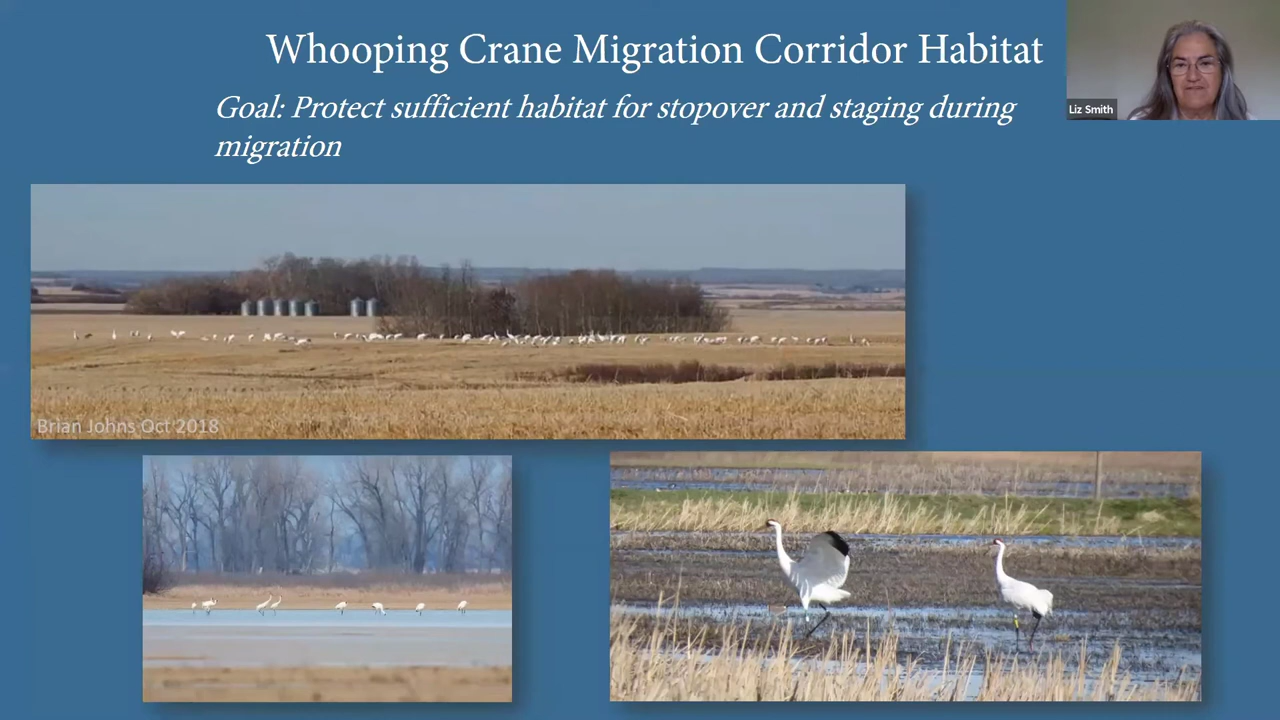 Whooping Crane Migration Corridor Habitat
Goal: Protect sufficient habitat for stopover and staging during
migration
Liz Smith
Brian Johns Oct 2018